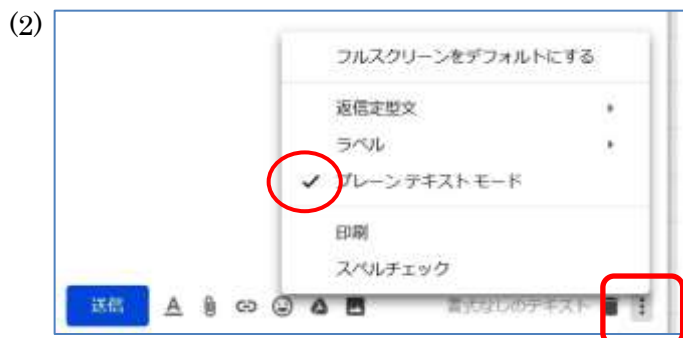 (2)
フルスクリーンをデフォルトにする
返信定型文
ラベル
プレーン テキスト モード
印刷
スペルチェック
送信 A 書式なしのテキスト